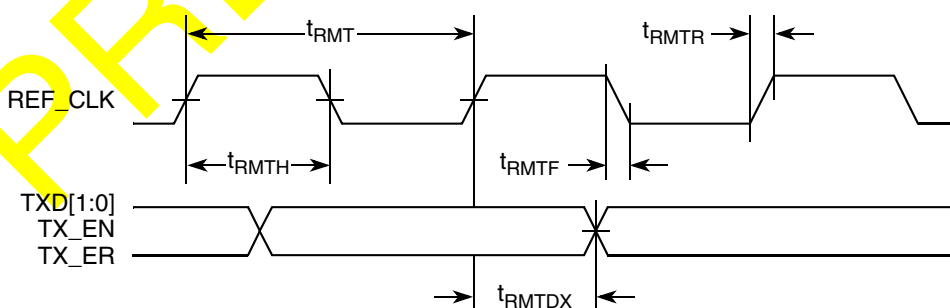 tRMT
tRMTR
REF_CLK
tRMTH
tRMTF
TXD[1:0]
TX_EN
TX_ER
tRMTDX